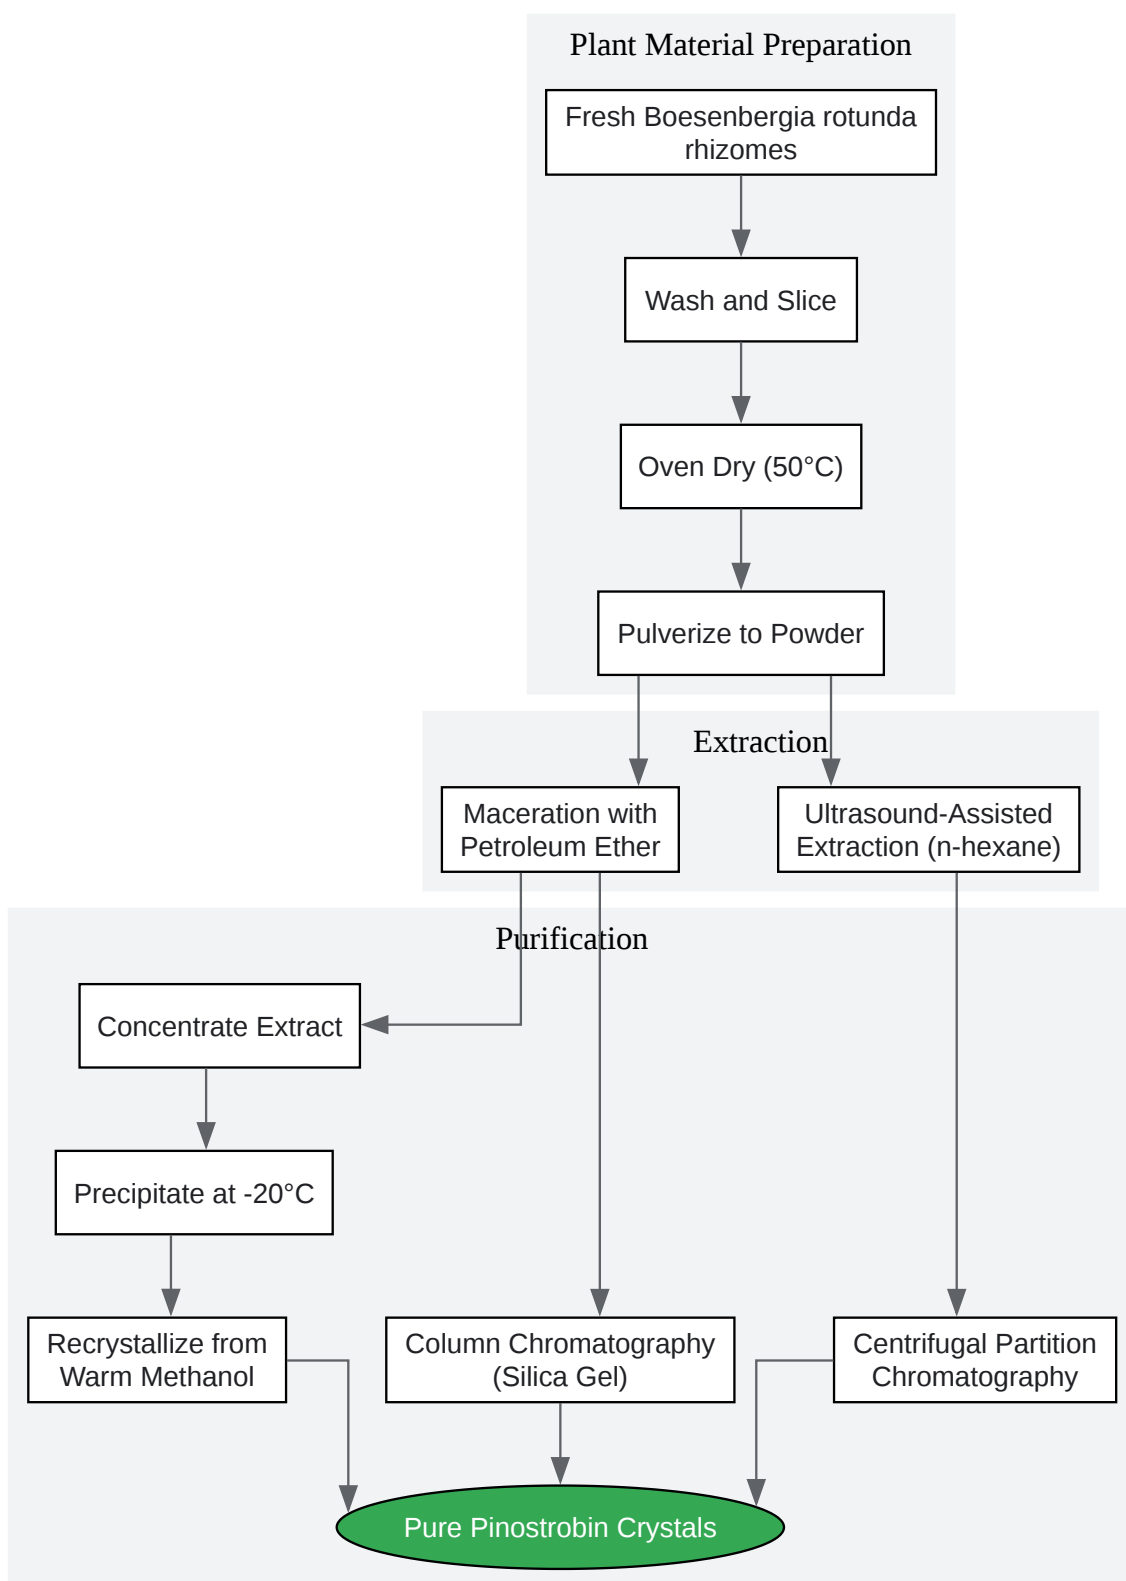 Plant Material Preparation
Fresh Boesenbergia rotunda
rhizomes
Wash and Slice
Oven Dry (50°C)
Pulverize to Powder
Extraction
Maceration with
Petroleum Ether
Ultrasound-Assisted
Extraction (n-hexane)
Purification
Concentrate Extract
Precipitate at -20°C
Recrystallize from
Warm Methanol
Column Chromatography
(Silica Gel)
Centrifugal Partition
Chromatography
Pure Pinostrobin Crystals